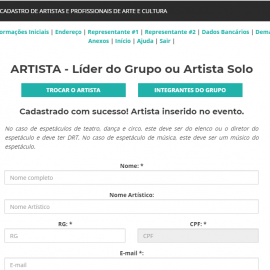 CADASTRO DE ARTISTAS E PROFISSIONAIS DE ARTE E CULTURA
ormações Iniciais | Endereço | Representante #1 | Representante #2 | Dados Bancários | Dem
Anexos | Início | Ajuda | Sair |
ARTISTA - Líder do Grupo ou Artista Solo
TROCAR O ARTISTA INTEGRANTES DO GRUPO
Cadastrado com sucesso! Artista inserido no evento.
No caso de espetáculos de teatro, dança e circo, este deve ser do elenco ou o diretor do
espetáculo e deve ter DRT. No caso de espetáculo de música, este deve ser um músico do
espetáculo.
Nome: *
Nome completo
Nome Artístico:
Nome Artístico
RG: * CPF: *
RG. CPF
E-mail *:
E-mail